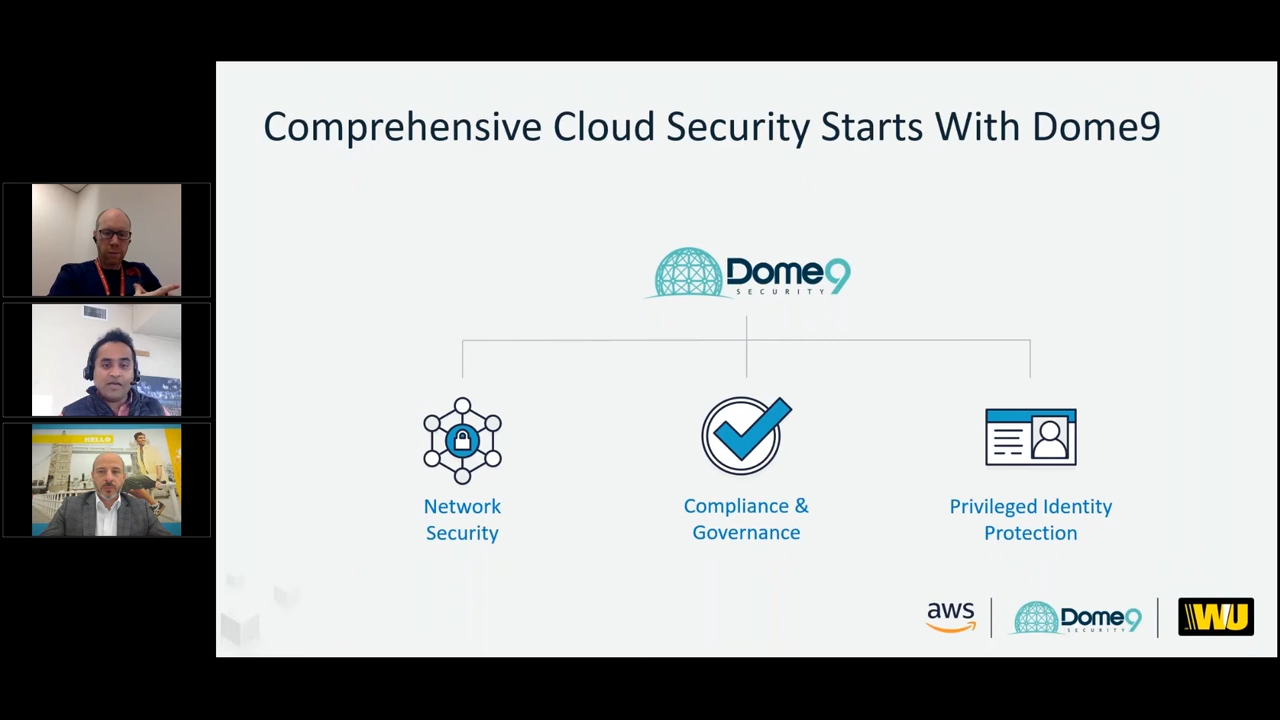 Comprehensive Cloud Security Starts With Dome9
Dome9
SECURITY
Network
Security
Compliance &
Governance
Privileged Identity
Protection
HELLO
aws
Dome9
SECURITY
WU